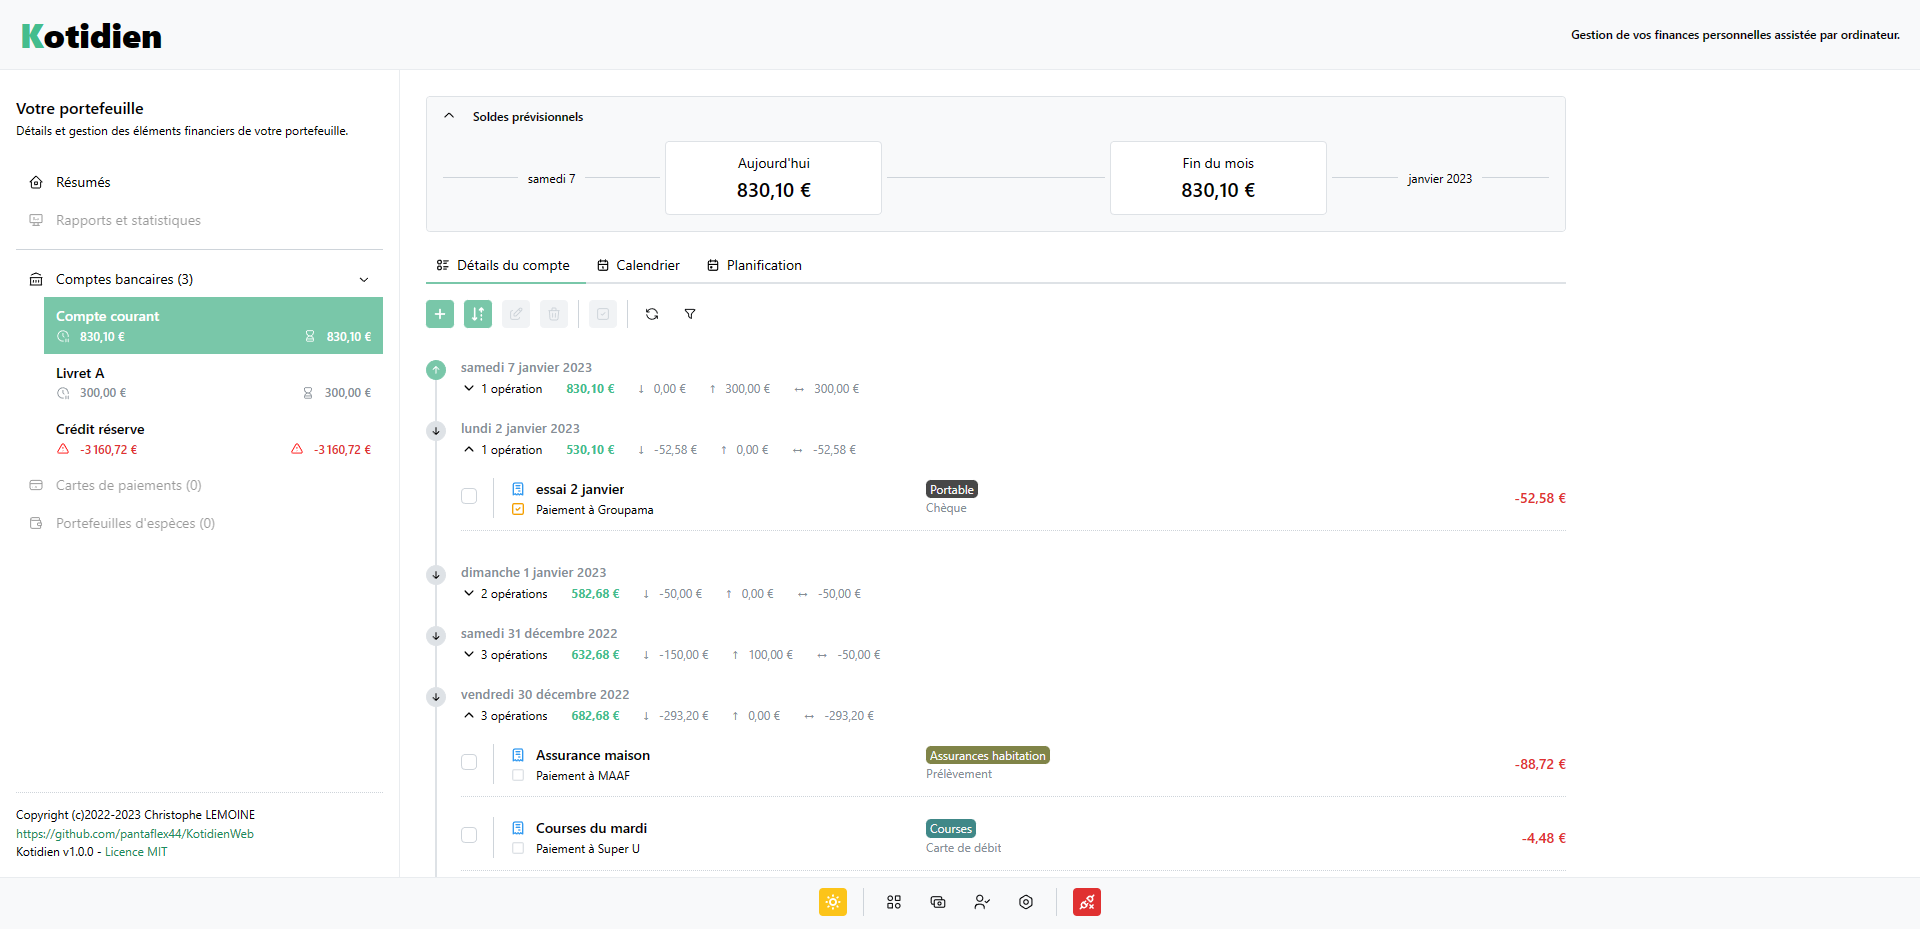 Kotidien
Gestion de vos finances personnelles assistée par ordinateur.
Votre portefeuille
Détails et gestion des éléments financiers de votre portefeuille.
Résumés
Rapports et statistiques
Comptes bancaires (3)
Compte courant
830,10 € 830,10 €
Livret A
300,00 € 300,00 €
Crédit réserve
-3 160,72 € -3 160,72 €
Cartes de paiements (0)
Portefeuilles d'espèces (0)
Copyright (c)2022-2023 Christophe LEMOINE
https://github.com/pantaflex44/KotidienWeb
Kotidien v1.0.0 - Licence MIT
Soldes prévisionnels
samedi 7
Aujourd'hui
830,10 €
Fin du mois
830,10 €
janvier 2023
Détails du compte Calendrier Planification
samedi 7 janvier 2023
1 opération 830,10 € ↓ 0,00 € ↑ 300,00 € ↔ 300,00 €
lundi 2 janvier 2023
1 opération 530,10 € ↓ -52,58 € ↑ 0,00 € ↔ -52,58 €
essai 2 janvier Portable -52,58 €
Paiement à Groupama Chèque
dimanche 1 janvier 2023
2 opérations 582,68 € ↓ -50,00 € ↑ 0,00 € ↔ -50,00 €
samedi 31 décembre 2022
3 opérations 632,68 € ↓ -150,00 € ↑ 100,00 € ↔ -50,00 €
vendredi 30 décembre 2022
3 opérations 682,68 € ↓ -293,20 € ↑ 0,00 € ↔ -293,20 €
Assurance maison Assurances habitation -88,72 €
Paiement à MAAF Prélèvement
Courses du mardi Courses -4,48 €
Paiement à Super U Carte de débit